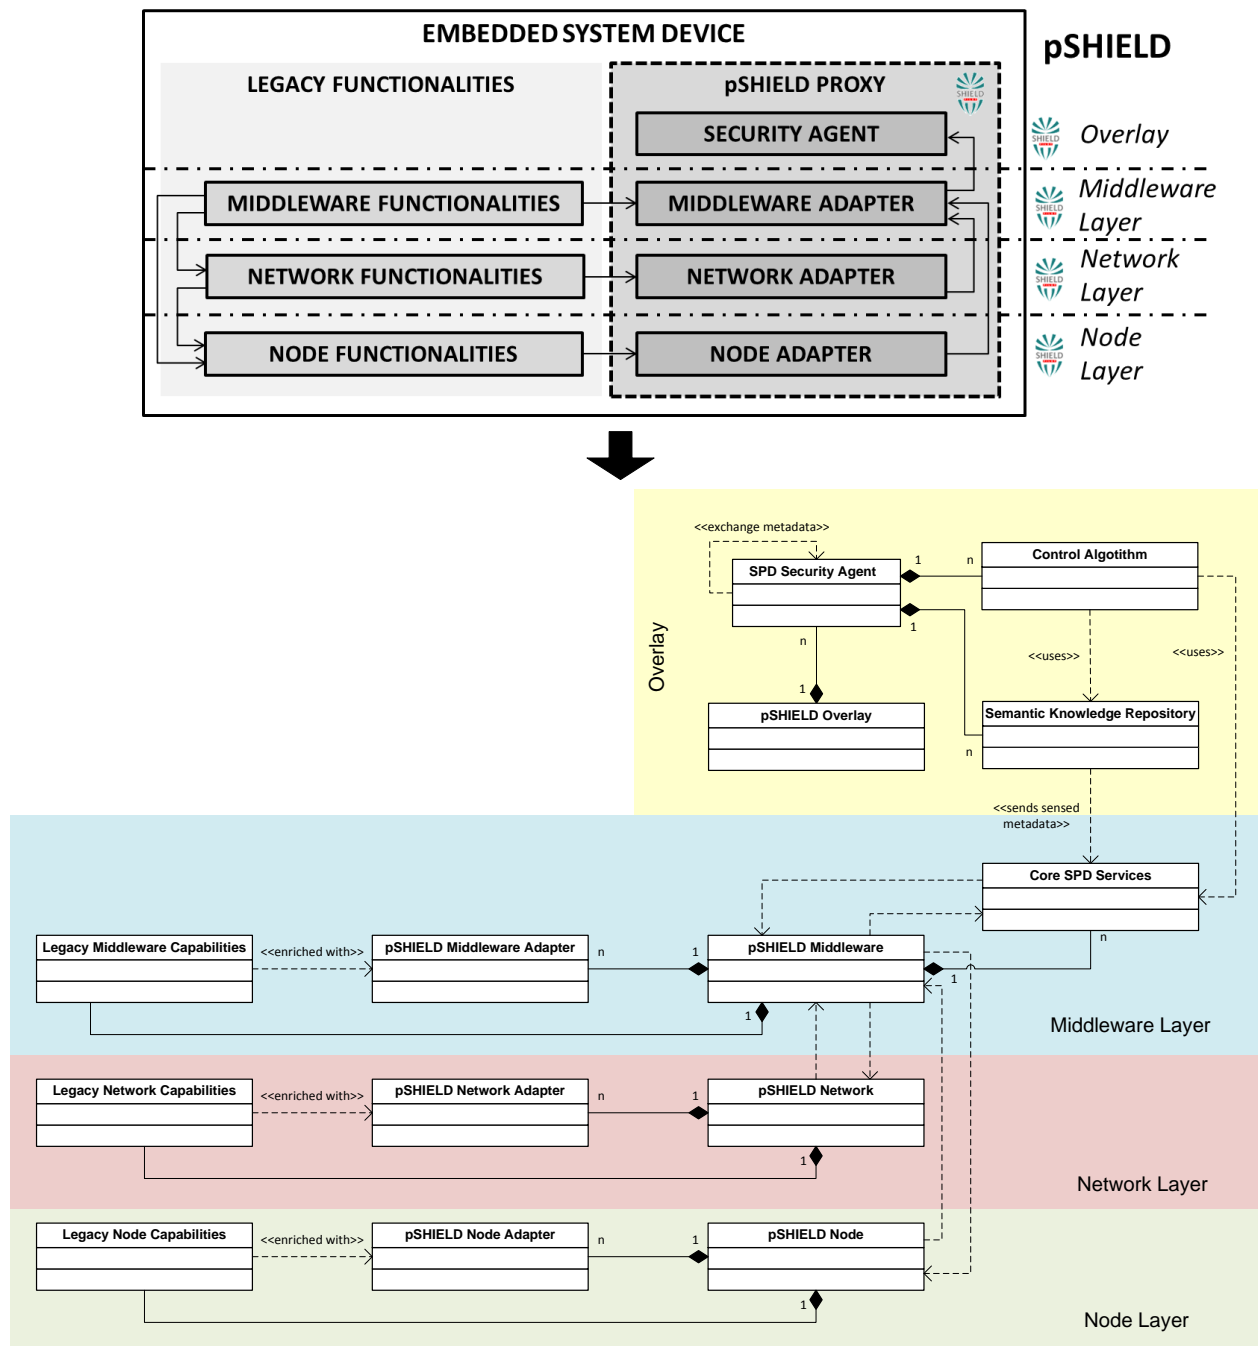 EMBEDDED SYSTEM DEVICE
pSHIELD
LEGACY FUNCTIONALITIES
pSHIELD PROXY
SHIELD
SECURITY AGENT
SHIELD
Overlay
MIDDLEWARE FUNCTIONALITIES
MIDDLEWARE ADAPTER
SHIELD
Middleware
Layer
NETWORK FUNCTIONALITIES
NETWORK ADAPTER
SHIELD
Network
Layer
NODE FUNCTIONALITIES
NODE ADAPTER
SHIELD
Node
Layer
<<exchange metadata>>
SPD Security Agent
1
n
Control Algotithm
1
n
<<uses>>
<<uses>>
Overlay
1
pSHIELD Overlay
Semantic Knowledge Repository
n
<<sends sensed
metadata>>
Core SPD Services
n
Legacy Middleware Capabilities
<<enriched with>>
pSHIELD Middleware Adapter
n
1
pSHIELD Middleware
1
1
Middleware Layer
Legacy Network Capabilities
<<enriched with>>
pSHIELD Network Adapter
n
1
pSHIELD Network
1
Network Layer
Legacy Node Capabilities
<<enriched with>>
pSHIELD Node Adapter
n
1
pSHIELD Node
1
Node Layer